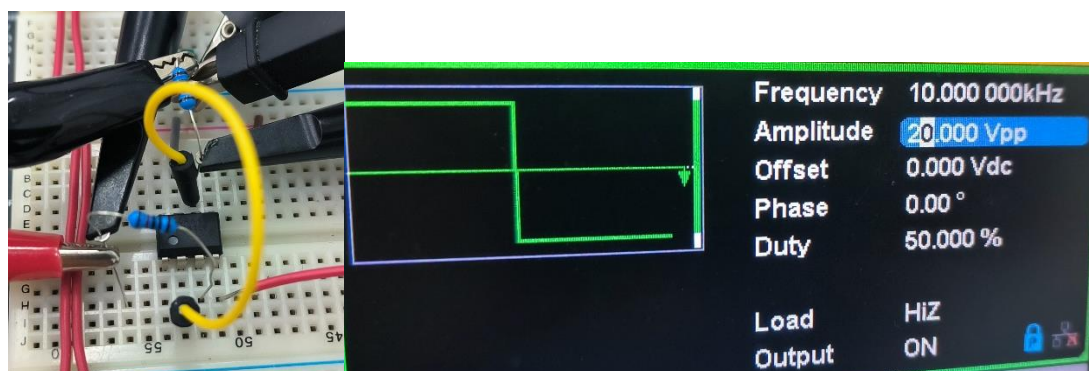 Frequency 10.000 000kHz
Amplitude 20.000 Vpp
Offset 0.000 Vdc
Phase 0.00 °
Duty 50.000 %
Load HiZ
Output ON
B
C
D
E
G
H
I
J
55
50
45